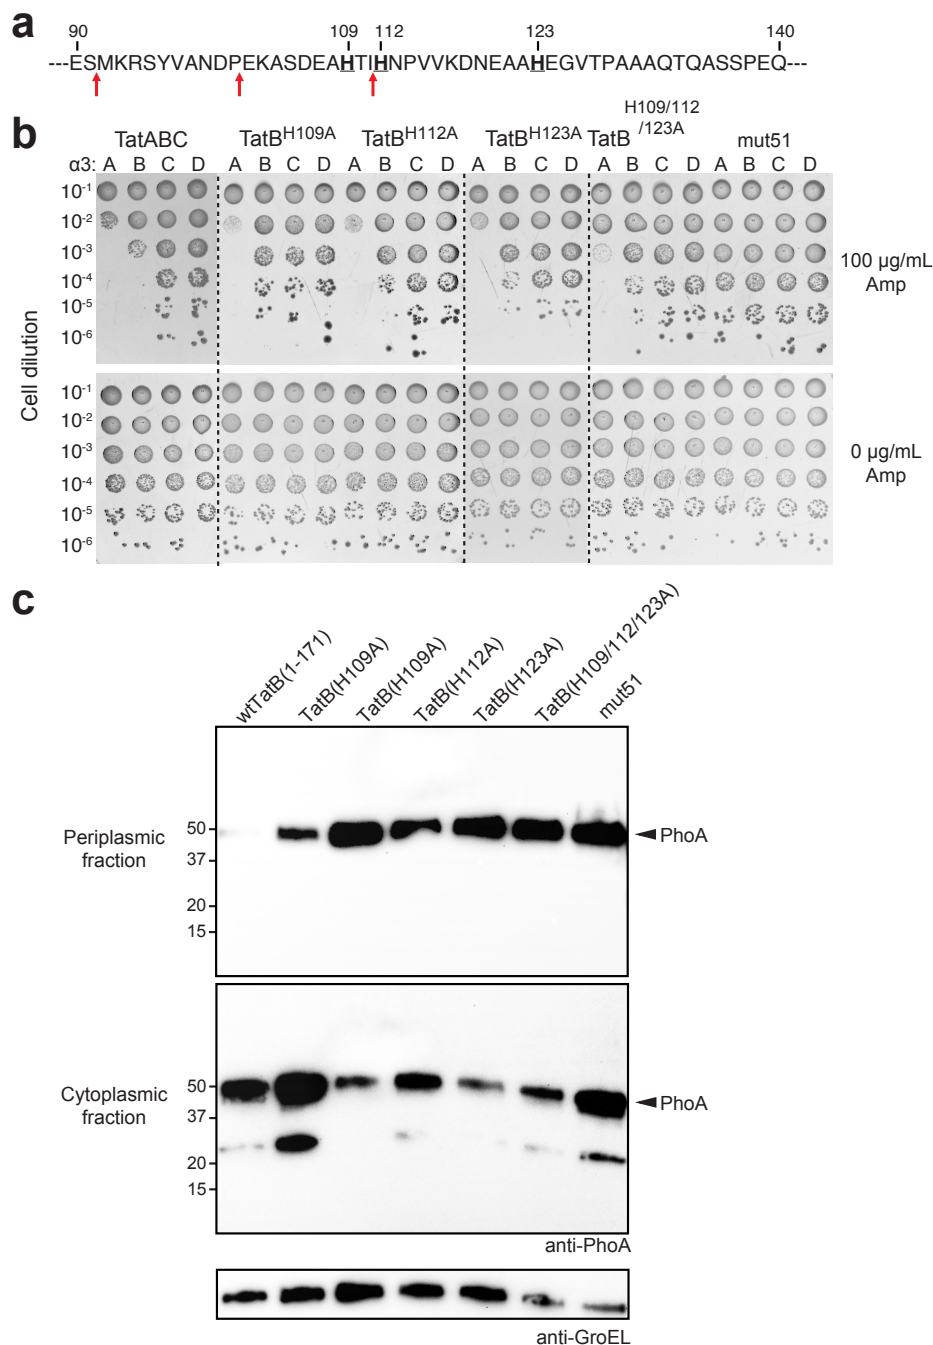 a
90 109 112 123 140
---ESMKRSYVANDPEKASDEAHTIHNPVVKDNEAAHEGVTPAAAQTQASSPEQ---
b
TatABC TatBH109A TatBH112A TatBH123A TatBH109/112/123A mut51
α3: A B C D A B C D A B C D A B C D A B C D A B C D
10-1
10-2
10-3
10-4
10-5
10-6
100 µg/mL
Amp
Cell dilution
10-1
10-2
10-3
10-4
10-5
10-6
0 µg/mL
Amp
c
wtTatB(1-171)
TatB(H109A)
TatB(H109A)
TatB(H112A)
TatB(H123A)
TatB(H109/112/123A)
mut51
Periplasmic
fraction
50
37
20
15
PhoA
Cytoplasmic
fraction
50
37
20
15
PhoA
anti-PhoA
anti-GroEL